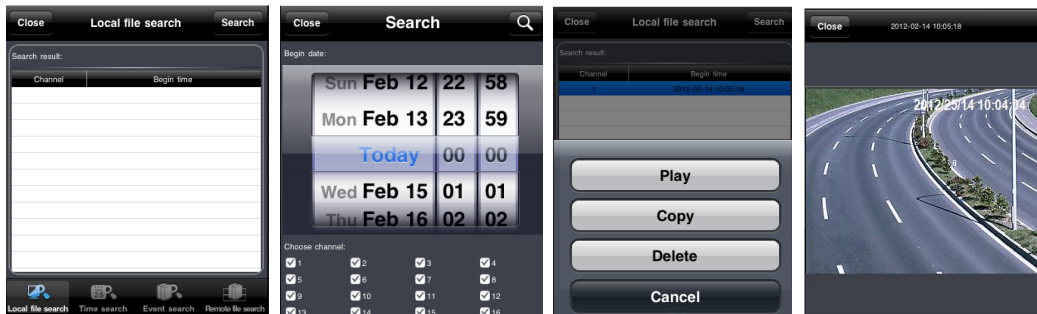 Close Local file search Search
Search result:
Channel Begin time
Local file search Time search Event search Remote file search
Close Search
Begin date:
Sun Feb 12 22 58
Mon Feb 13 23 59
Today 00 00
Wed Feb 15 01 01
Thu Feb 16 02 02
Choose channel:
1 2 3 4
5 6 7 8
9 10 11 12
13 14 15 16
Close Local file search Search
Search result:
Channel Begin time
1 2012-02-14 10:05:18
Play
Copy
Delete
Cancel
Close 2012-02-14 10:05:18
2012/25/14 10:04:04